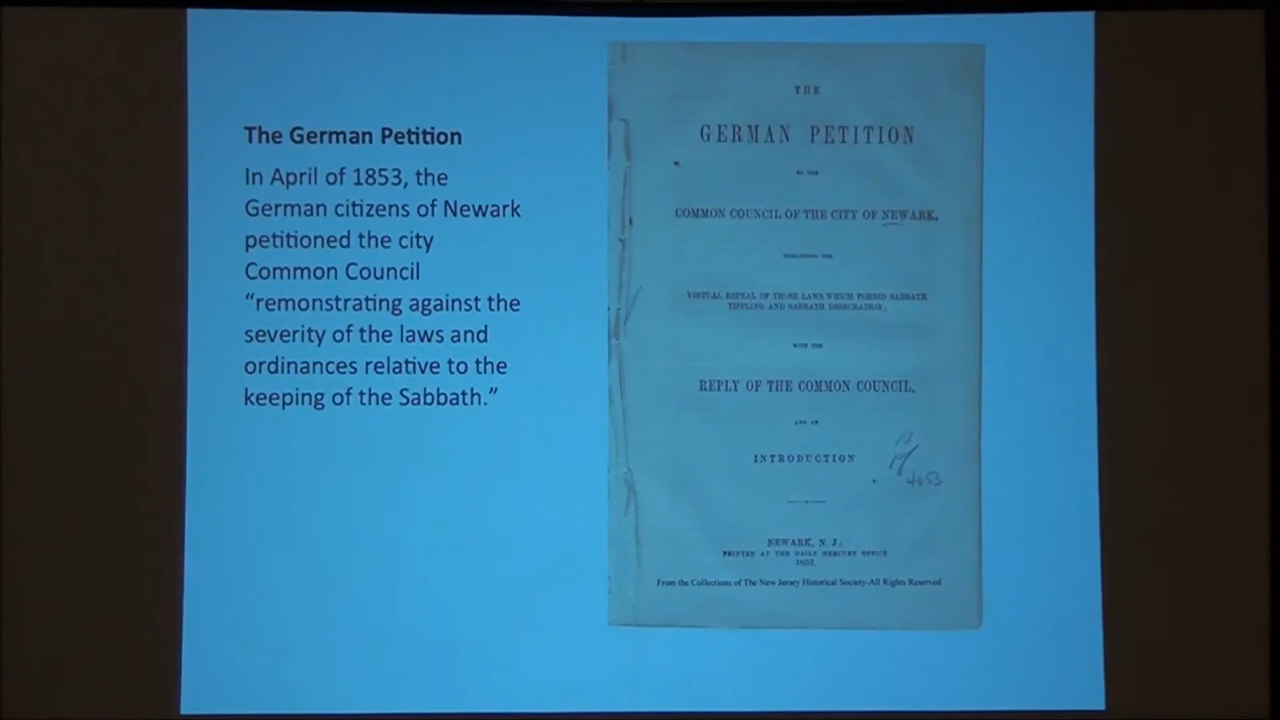 The German Petition
In April of 1853, the
German citizens of Newark
petitioned the city
Common Council
“remonstrating against the
severity of the laws and
ordinances relative to the
keeping of the Sabbath.”
THE
GERMAN PETITION
TO THE
COMMON COUNCIL OF THE CITY OF NEWARK,
DEMANDING THE
VIRTUAL REPEAL OF THOSE LAWS WHICH FORBID SABBATH
TIPPLING AND SABBATH DESECRATION;
WITH THE
REPLY OF THE COMMON COUNCIL,
AND AN
INTRODUCTION
NEWARK, N. J.:
PRINTED AT THE DAILY MERCURY OFFICE
1853.
From the Collections of The New Jersey Historical Society-All Rights Reserved